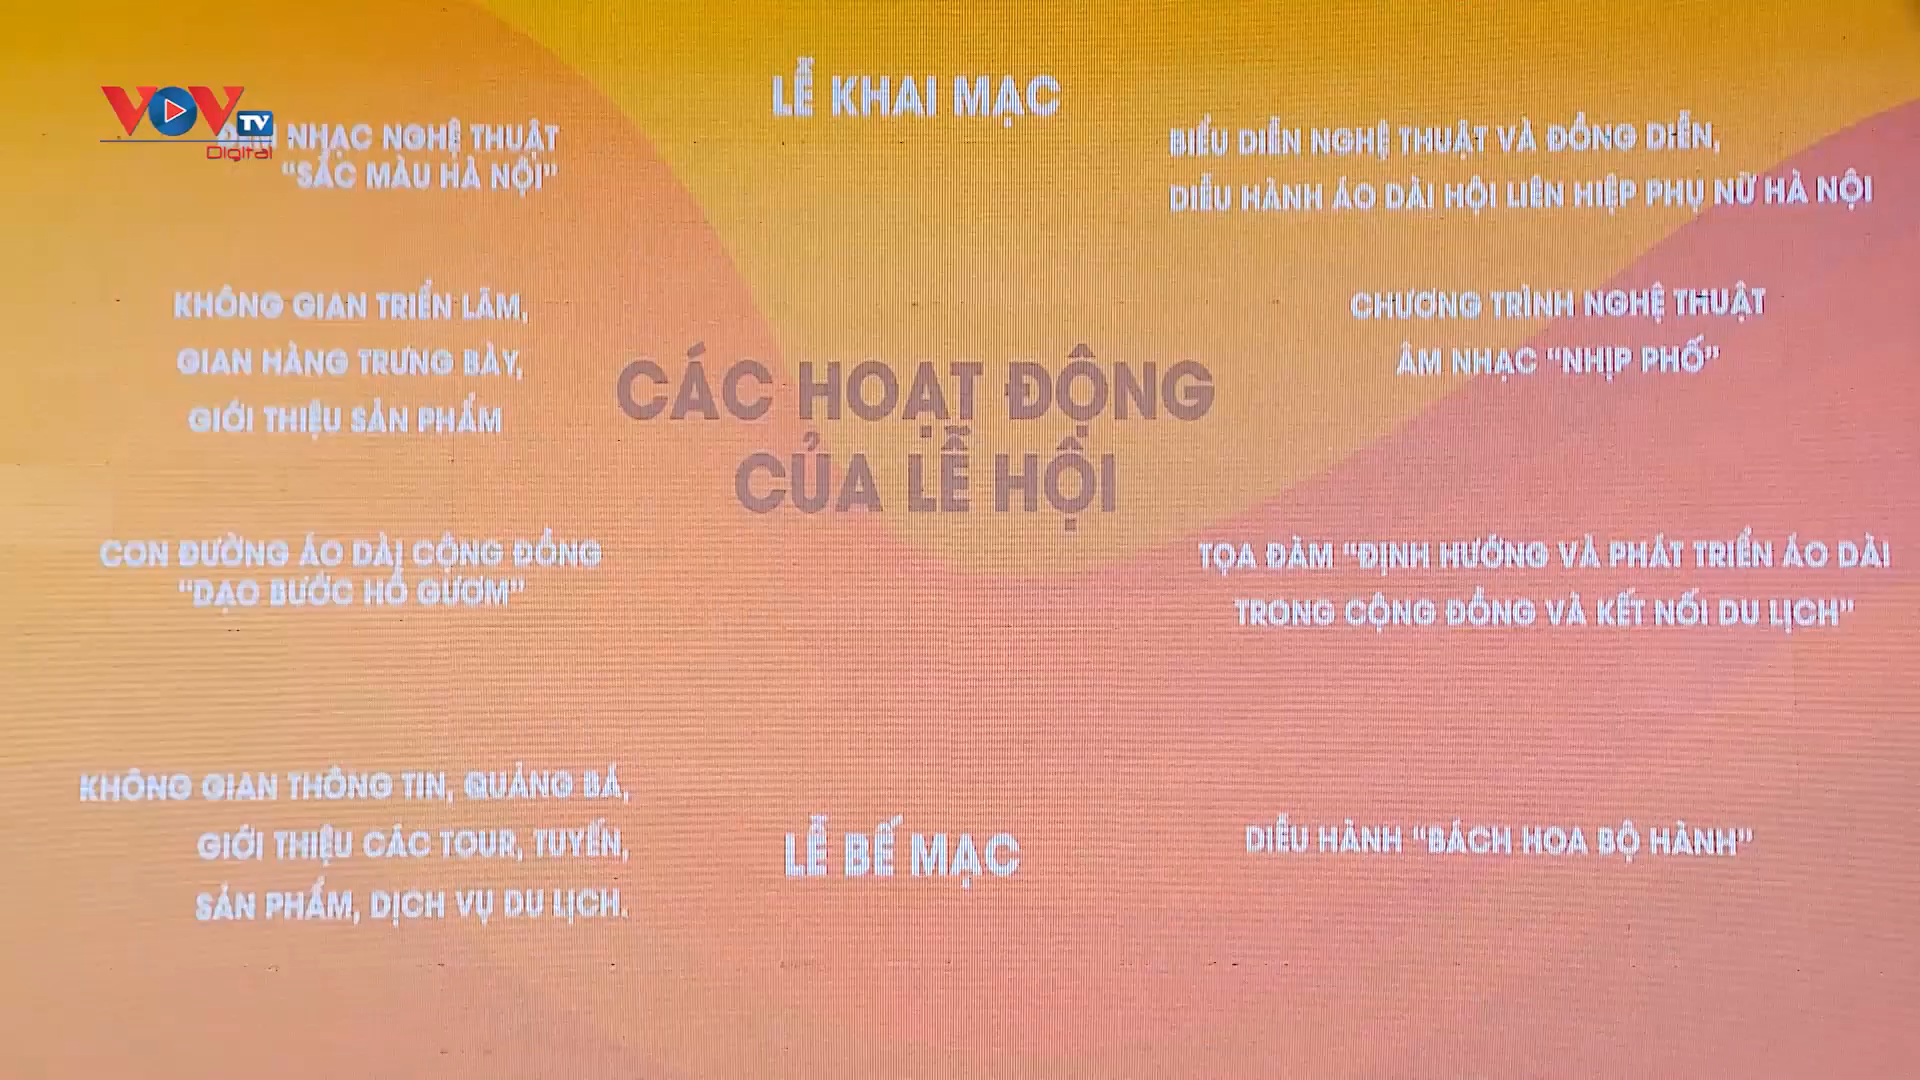 VOV TV
Digital
LỄ KHAI MẠC
ĐÊM NHẠC NGHỆ THUẬT
“SẮC MÀU HÀ NỘI”
BIỂU DIỄN NGHỆ THUẬT VÀ ĐỒNG DIỄN,
DIỄU HÀNH ÁO DÀI HỘI LIÊN HIỆP PHỤ NỮ HÀ NỘI
KHÔNG GIAN TRIỂN LÃM,
GIAN HÀNG TRƯNG BÀY,
GIỚI THIỆU SẢN PHẨM
CHƯƠNG TRÌNH NGHỆ THUẬT
ÂM NHẠC “NHỊP PHỐ”
CÁC HOẠT ĐỘNG
CỦA LỄ HỘI
CON ĐƯỜNG ÁO DÀI CỘNG ĐỒNG
“DẠO BƯỚC HỒ GƯƠM”
TỌA ĐÀM “ĐỊNH HƯỚNG VÀ PHÁT TRIỂN ÁO DÀI
TRONG CỘNG ĐỒNG VÀ KẾT NỐI DU LỊCH”
KHÔNG GIAN THÔNG TIN, QUẢNG BÁ,
GIỚI THIỆU CÁC TOUR, TUYẾN,
SẢN PHẨM, DỊCH VỤ DU LỊCH.
LỄ BẾ MẠC
DIỄU HÀNH “BÁCH HOA BỘ HÀNH”